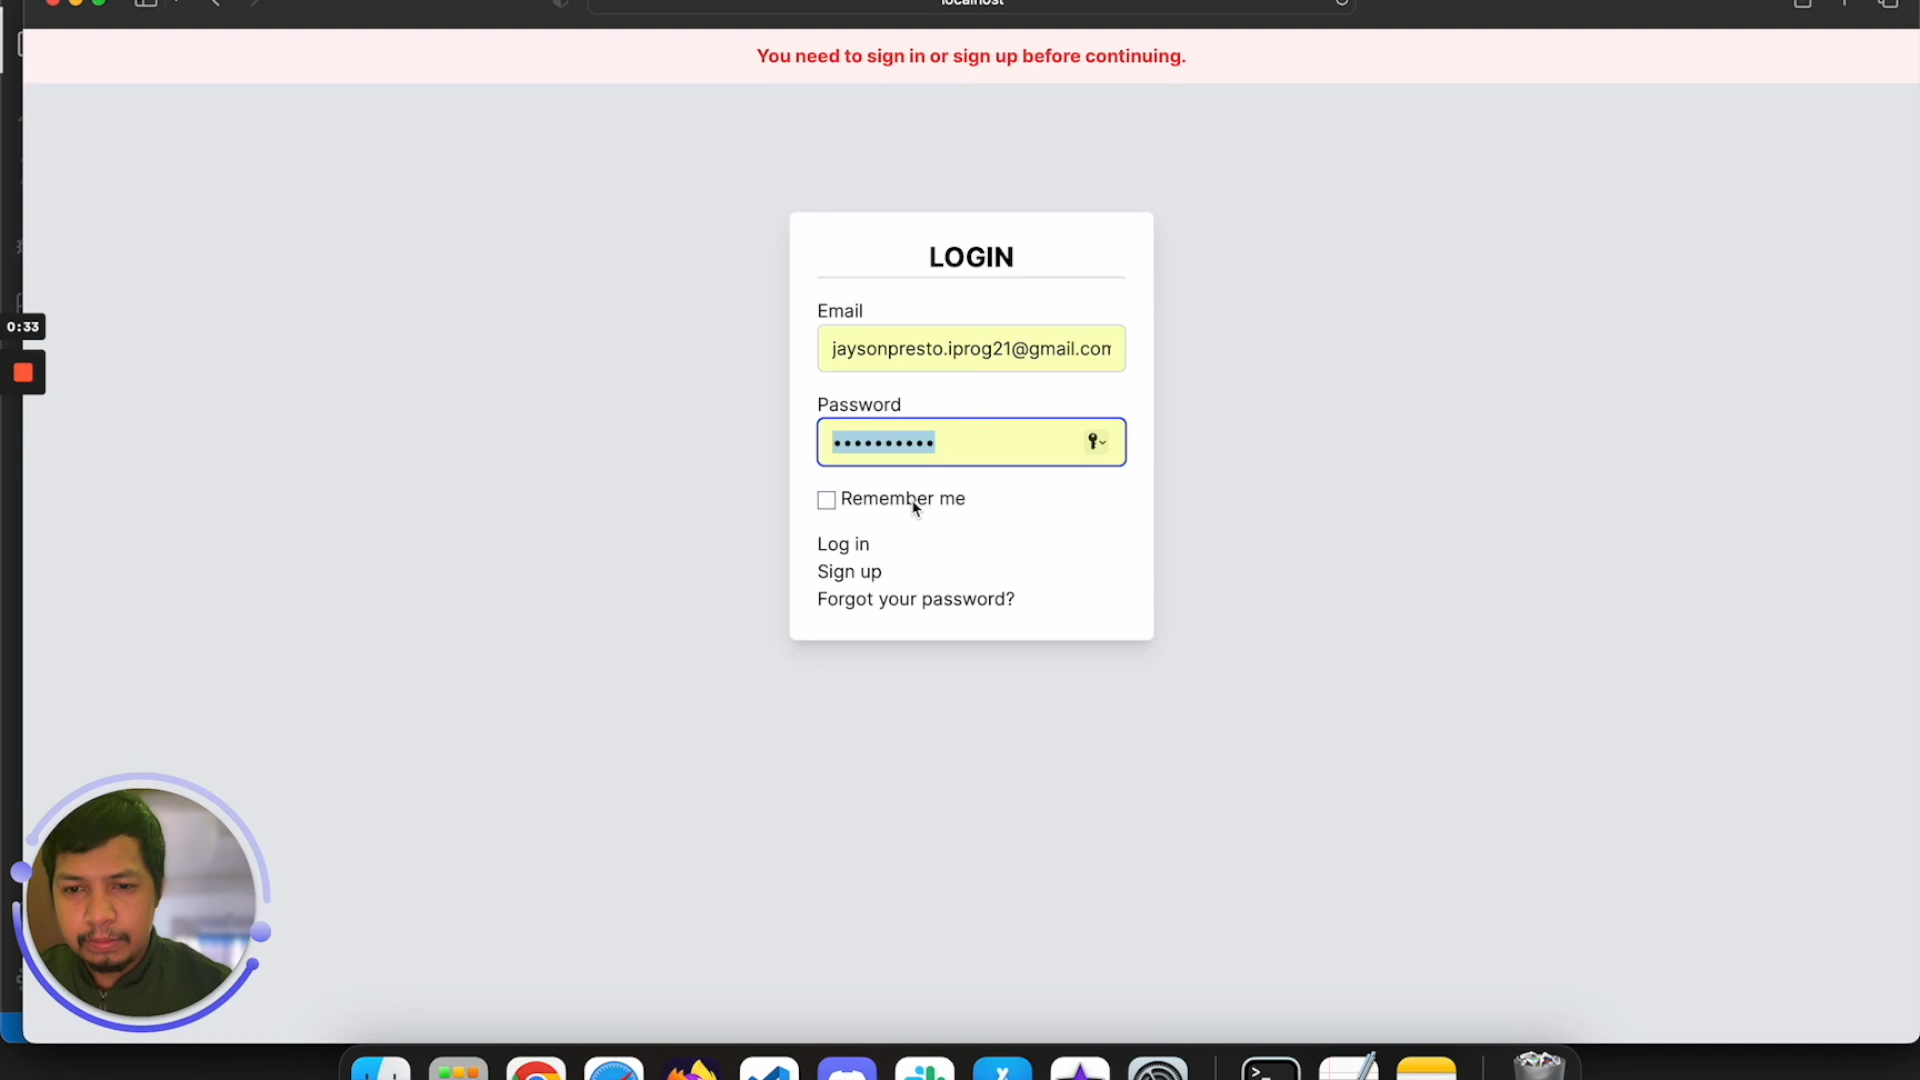 localhost
You need to sign in or sign up before continuing.
LOGIN
Email
jaysonpresto.iprog21@gmail.com
Password
Remember me
Log in
Sign up
Forgot your password?
0:33